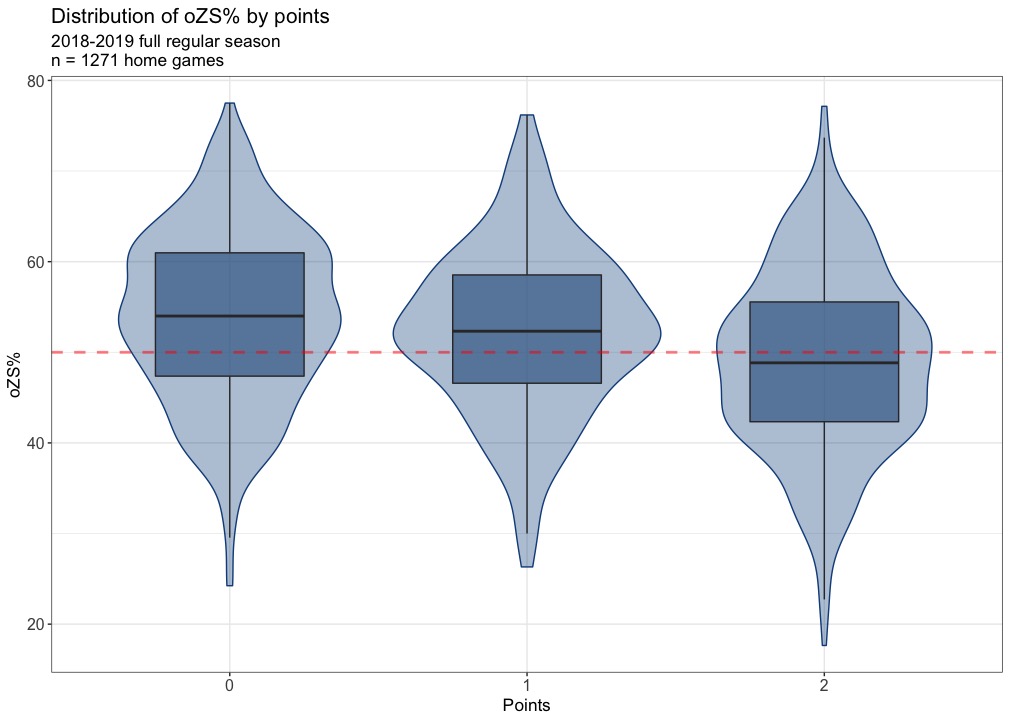 Distribution of oZS% by points
2018-2019 full regular season
n = 1271 home games
80
60
40
20
oZS%
0 1 2
Points